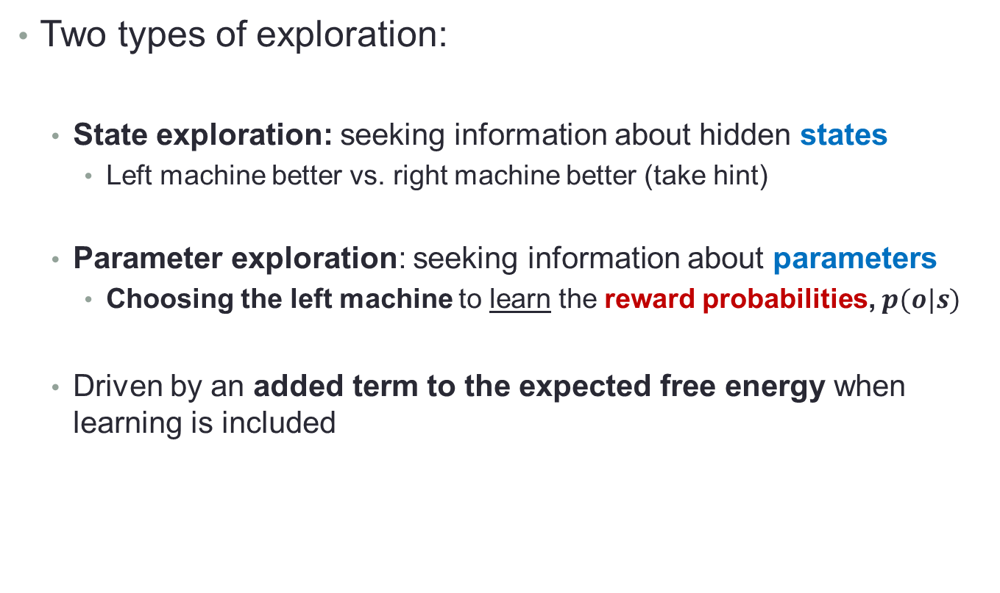 • Two types of exploration:
• State exploration: seeking information about hidden states
• Left machine better vs. right machine better (take hint)
• Parameter exploration: seeking information about parameters
• Choosing the left machine to learn the reward probabilities, p(o|s)
• Driven by an added term to the expected free energy when
learning is included